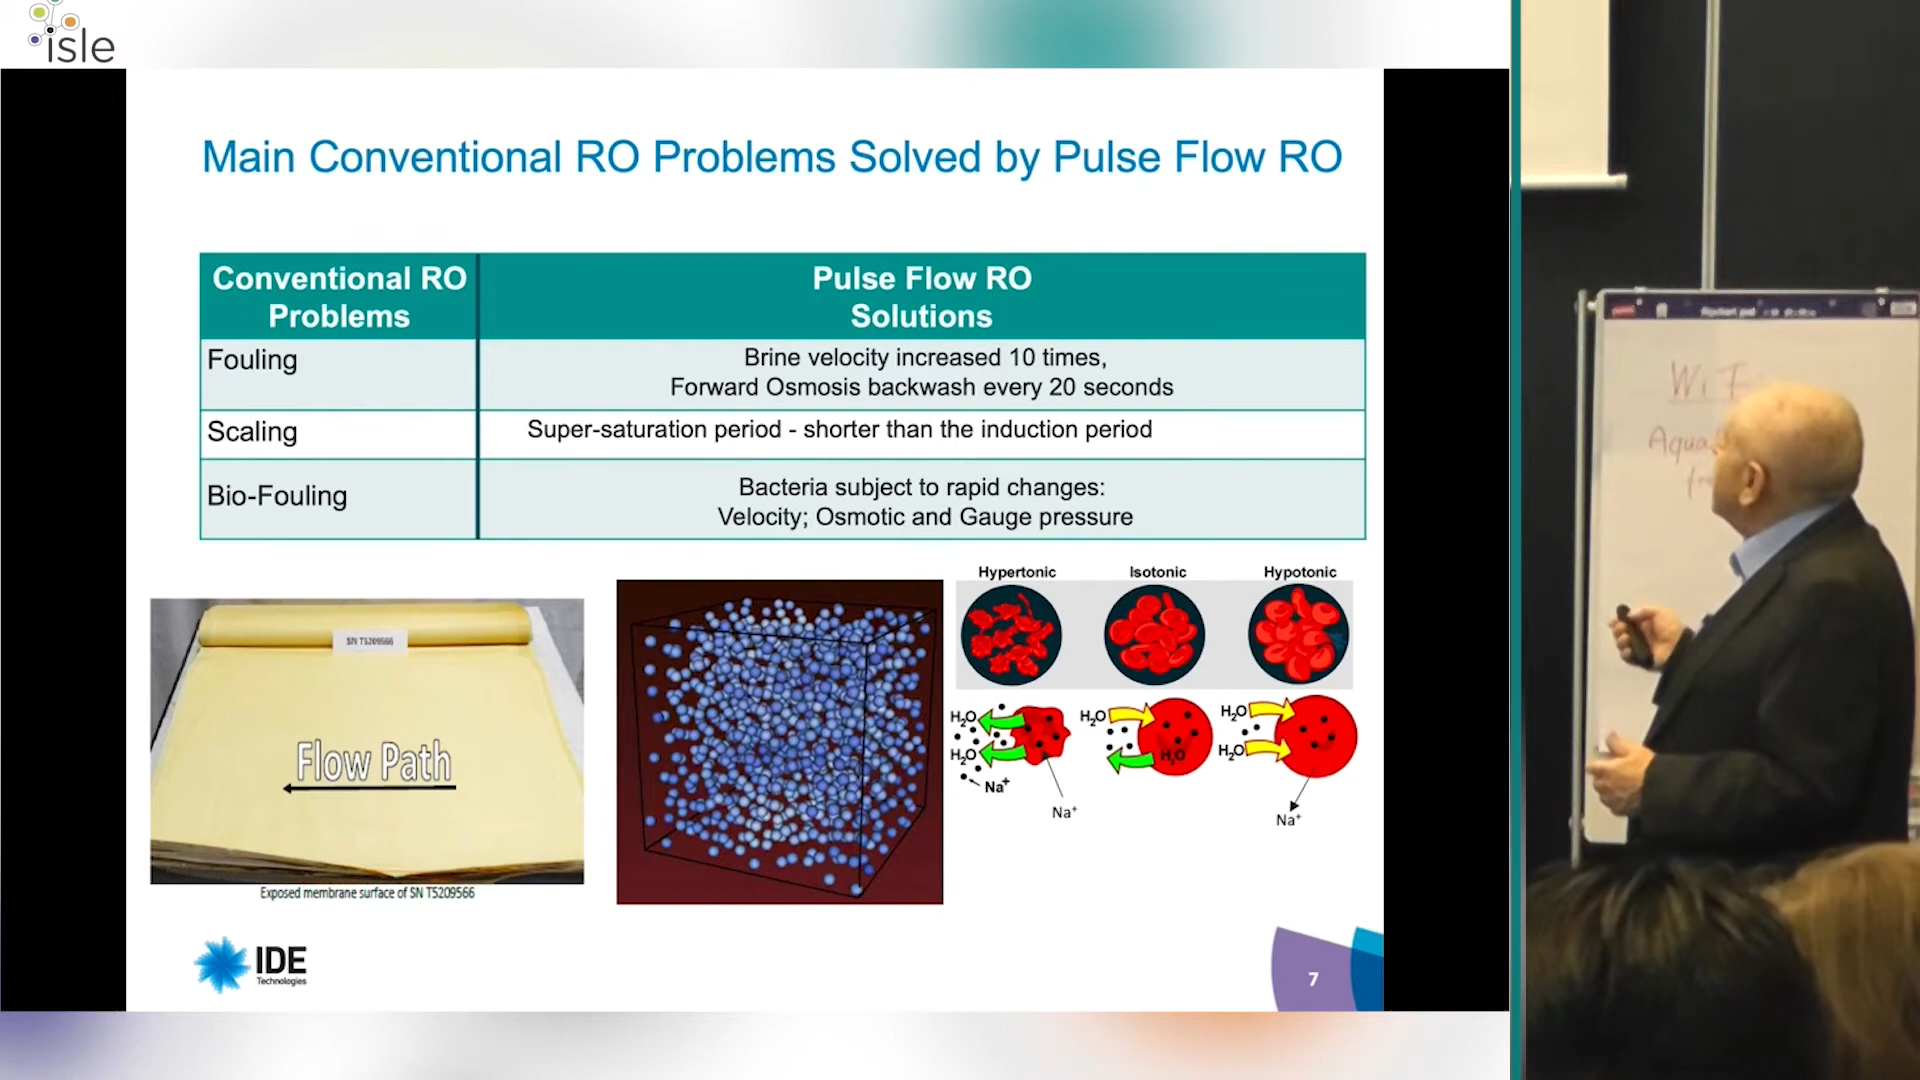 isle
Main Conventional RO Problems Solved by Pulse Flow RO
Conventional RO
Problems
Pulse Flow RO
Solutions
Fouling
Brine velocity increased 10 times,
Forward Osmosis backwash every 20 seconds
Scaling
Super-saturation period - shorter than the induction period
Bio-Fouling
Bacteria subject to rapid changes:
Velocity; Osmotic and Gauge pressure
SN T5209566
Flow Path
Exposed membrane surface of SN T5209566
Hypertonic
Isotonic
Hypotonic
H₂O
H₂O
Na⁺
Na⁺
H₂O
H₂O
H₂O
H₂O
Na⁺
IDE
Technologies
7
Aqua